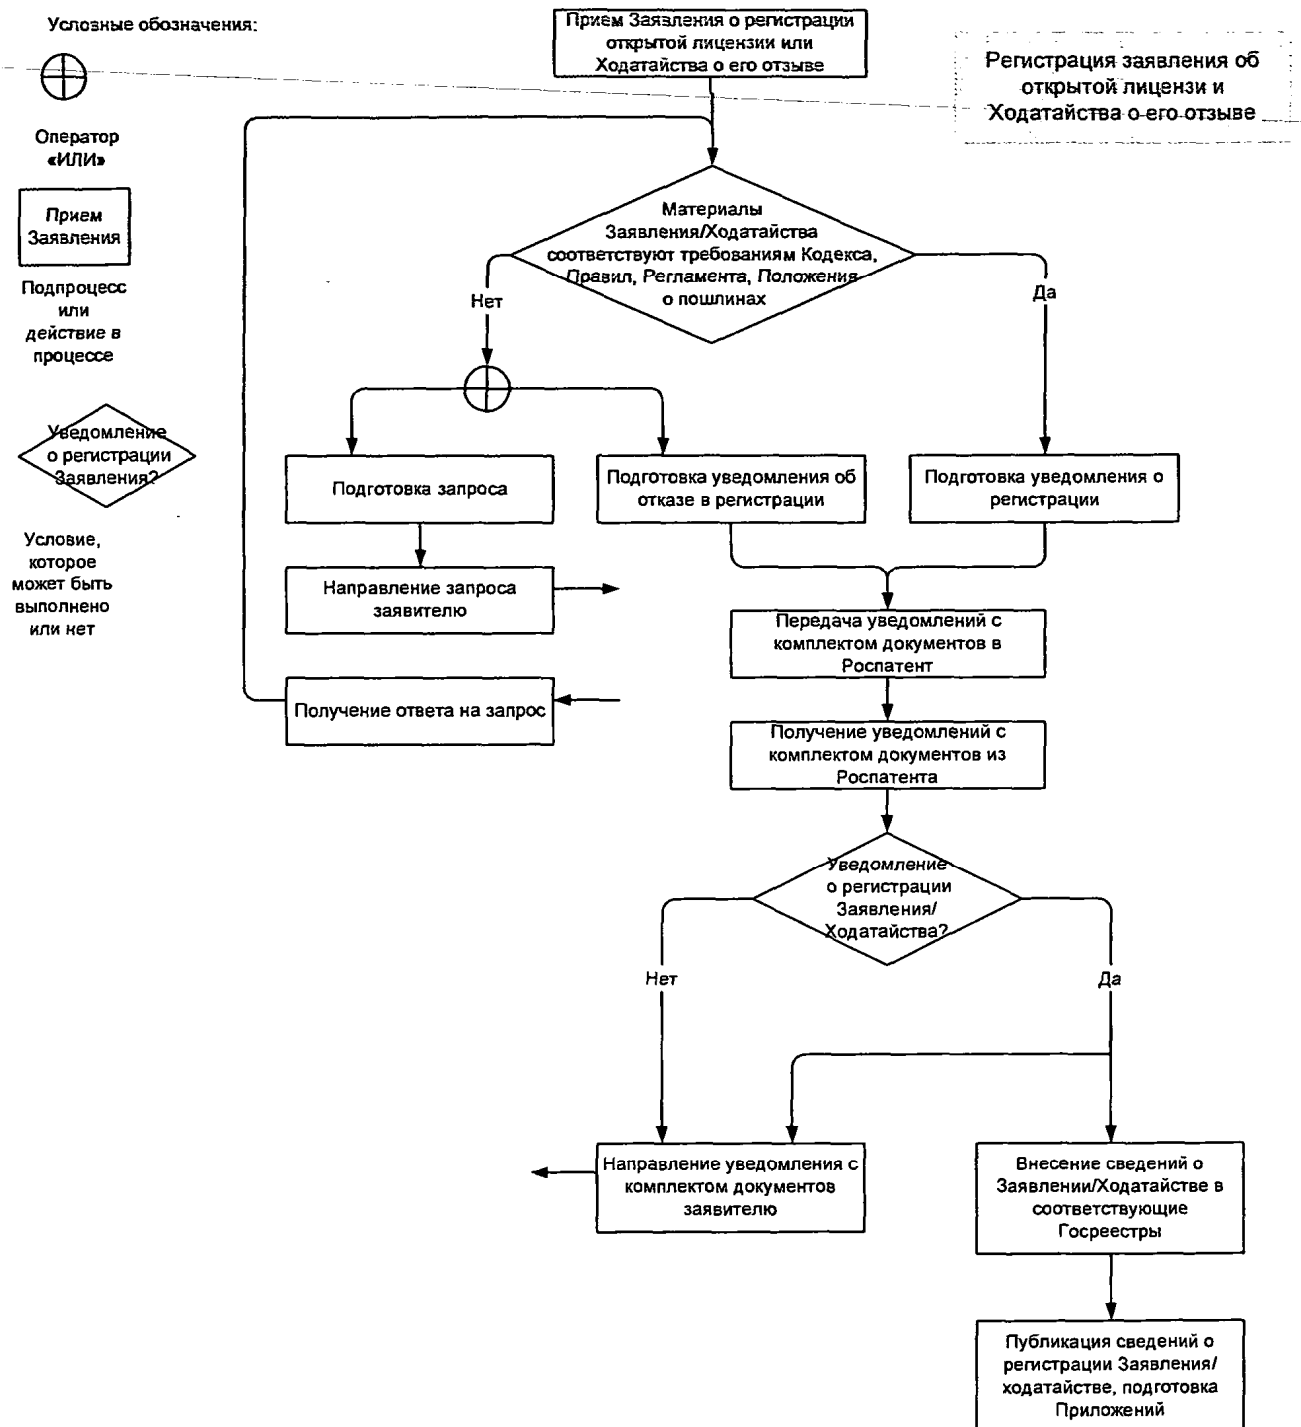 Условные обозначения:
Оператор
«ИЛИ»
Прием
Заявления
Подпроцесс
или
действие в
процессе
Уведомление
о регистрации
Заявления?
Условие,
которое
может быть
выполнено
или нет
Прием Заявления о регистрации
открытой лицензии или
Ходатайства о его отзыве
Регистрация заявления об
открытой лицензи и
Ходатайства о его отзыве
Материалы
Заявления/Ходатайства
соответствуют требованиям Кодекса,
Правил, Регламента, Положения
о пошлинах
Нет
Да
Подготовка запроса
Подготовка уведомления об
отказе в регистрации
Подготовка уведомления о
регистрации
Направление запроса
заявителю
Передача уведомлений с
комплектом документов в
Роспатент
Получение ответа на запрос
Получение уведомлений с
комплектом документов из
Роспатента
Уведомление
о регистрации
Заявления/
Ходатайства?
Нет
Да
Направление уведомления с
комплектом документов
заявителю
Внесение сведений о
Заявлении/Ходатайстве в
соответствующие
Госреестры
Публикация сведений о
регистрации Заявления/
ходатайстве, подготовка
Приложений